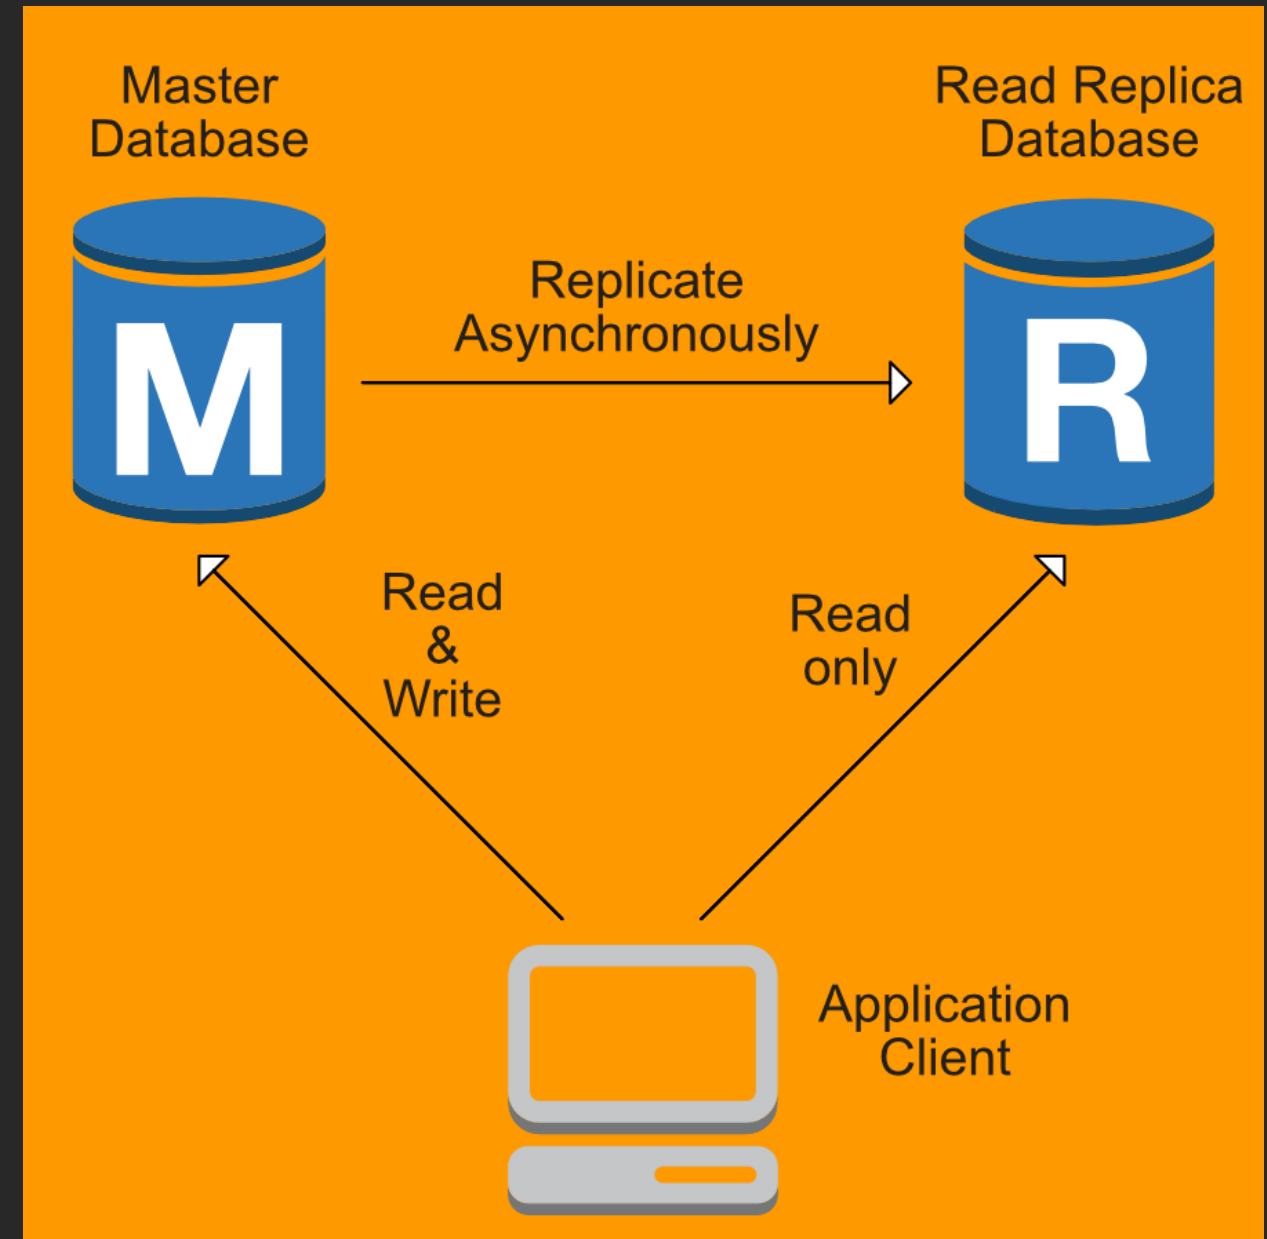 Master
Database
Read Replica
Database
Replicate
Asynchronously
M
R
Read
&
Write
Read
only
Application
Client